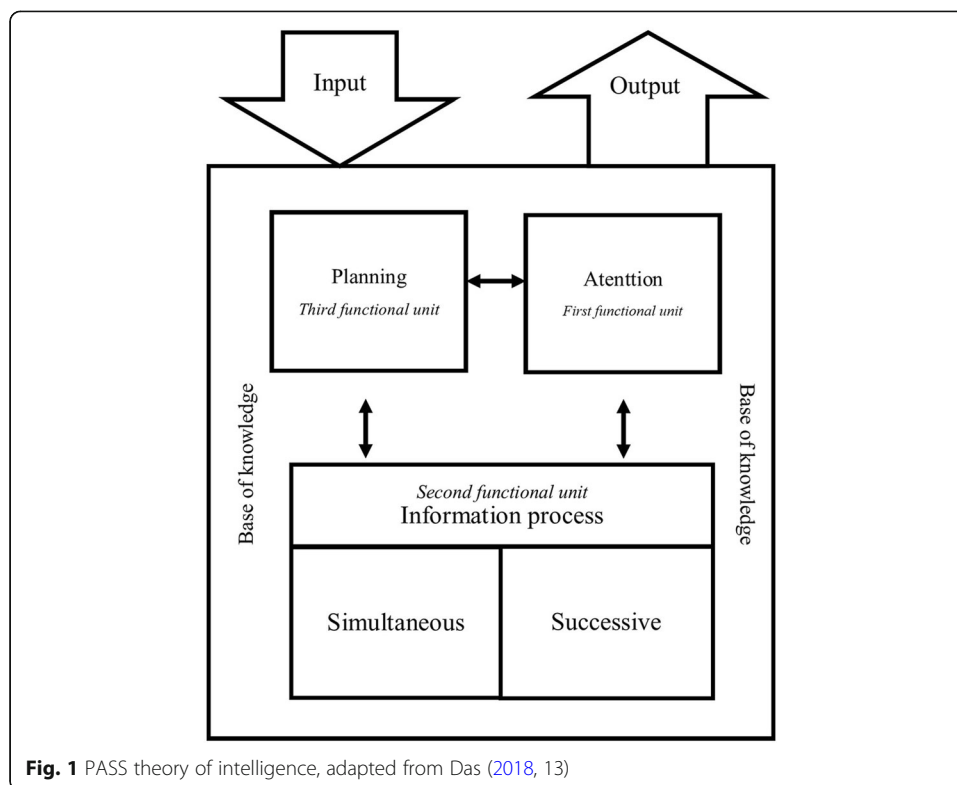 Input
Output
Planning
Third functional unit
Atenttion
First functional unit
Base of knowledge
Base of knowledge
Second functional unit
Information process
Simultaneous
Successive
Fig. 1 PASS theory of intelligence, adapted from Das (2018, 13)